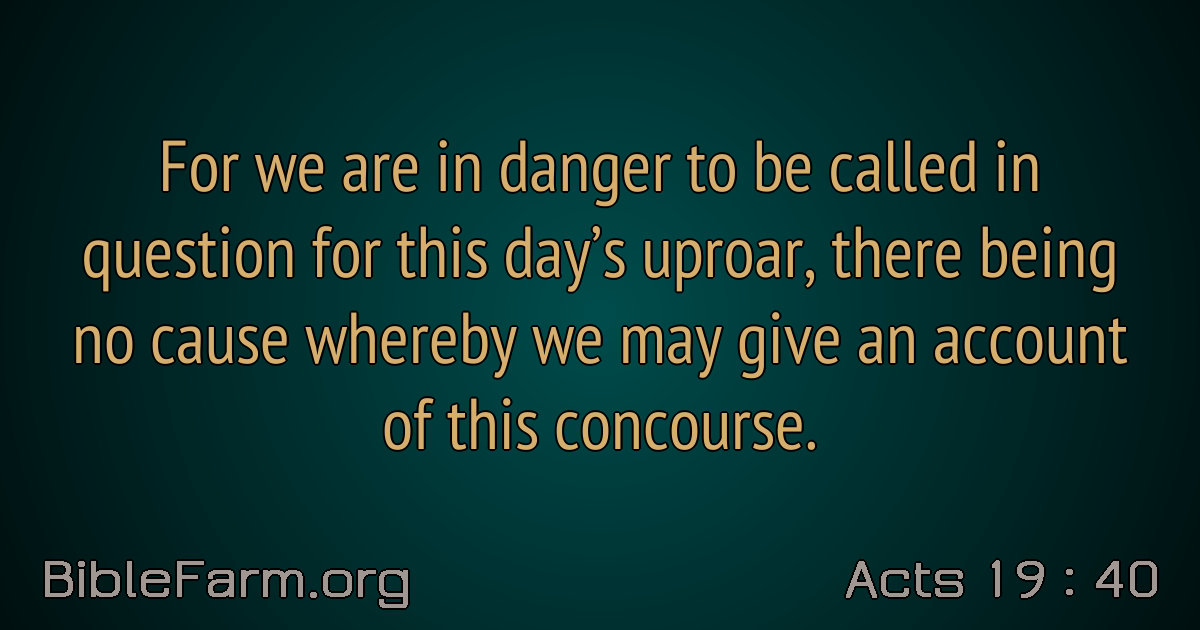 For we are in danger to be called in
question for this day’s uproar, there being
no cause whereby we may give an account
of this concourse.
BibleFarm.org
Acts 19 : 40